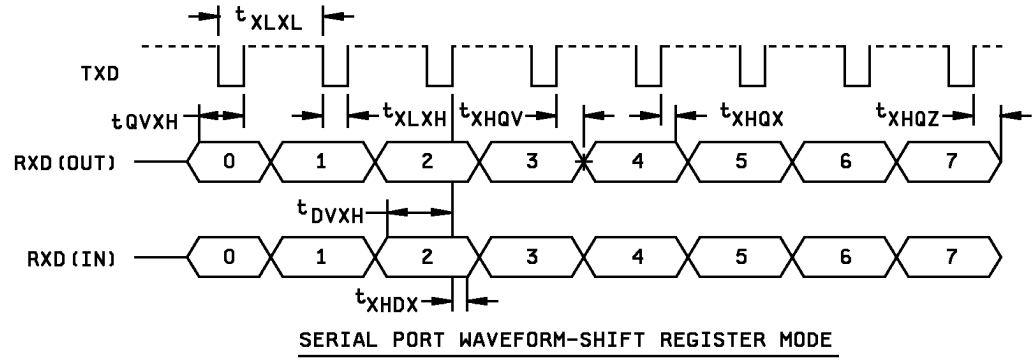 tXLXL
TXD
tQVXH tXLXH tXHQV tXHQX tXHQZ
RXD(OUT) 0 1 2 3 4 5 6 7
tDVXH
RXD(IN) 0 1 2 3 4 5 6 7
tXHDX
SERIAL PORT WAVEFORM-SHIFT REGISTER MODE